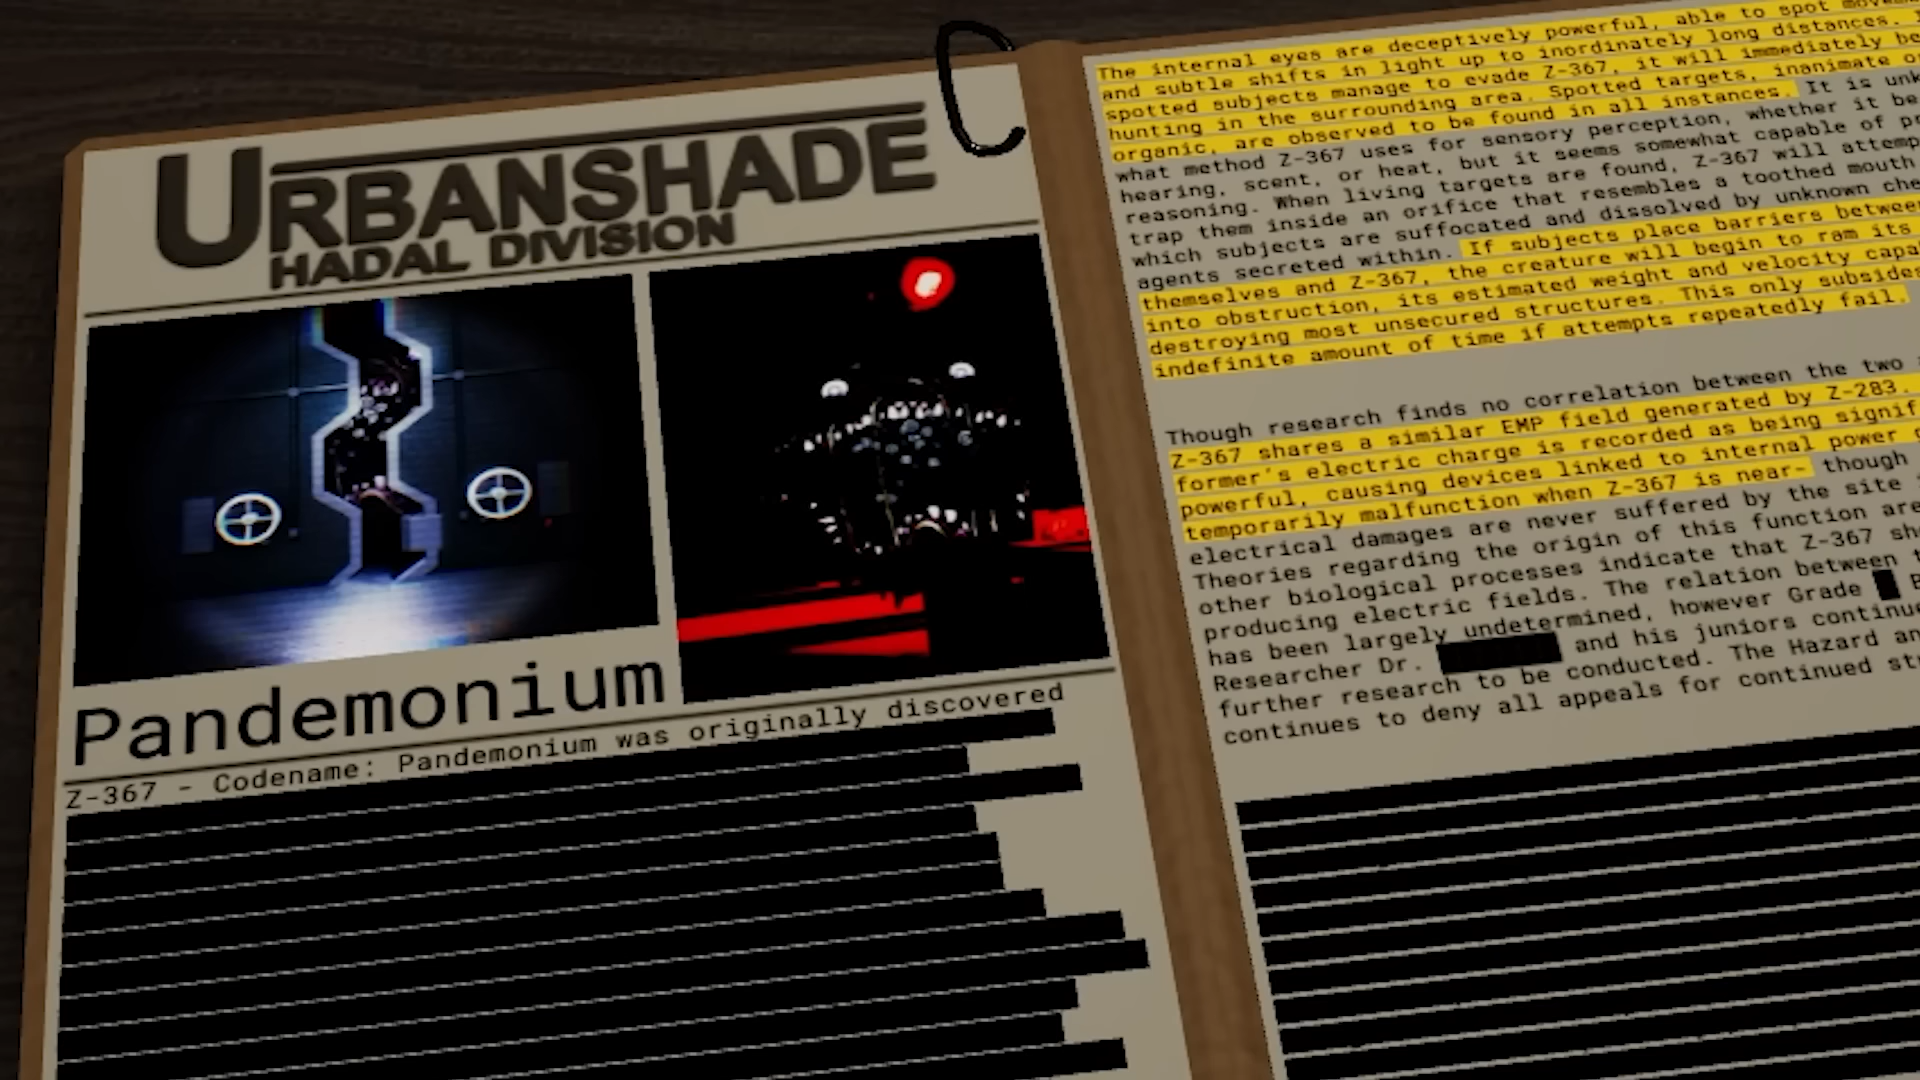 URBANSHADE
HADAL DIVISION
Pandemonium
Z-367 - Codename: Pandemonium was originally discovered
The internal eyes are deceptively powerful, able to spot
and subtle shifts in light up to inordinately long distances.
spotted subjects manage to evade Z-367, it will immediately
hunting in the surrounding area. Spotted targets, inanimate
organic, are observed to be found in all instances. It is
what method Z-367 uses for sensory perception, whether it
hearing, scent, or heat, but it seems somewhat capable of
reasoning. When living targets are found, Z-367 will
trap them inside an orifice that resembles a toothed mouth
which subjects are suffocated and dissolved by unknown
agents secreted within. If subjects place barriers between
themselves and Z-367, the creature will begin to ram its
into obstruction, its estimated weight and velocity
destroying most unsecured structures. This only subsides
indefinite amount of time if attempts repeatedly fail.
Though research finds no correlation between the two
Z-367 shares a similar EMP field generated by Z-283.
former's electric charge is recorded as being
powerful, causing devices linked to internal power
temporarily malfunction when Z-367 is near- though
electrical damages are never suffered by the site
Theories regarding the origin of this function are
other biological processes indicate that Z-367
producing electric fields. The relation between
has been largely undetermined, however Grade
Researcher Dr. and his juniors continue
further research to be conducted. The Hazard
continues to deny all appeals for continued